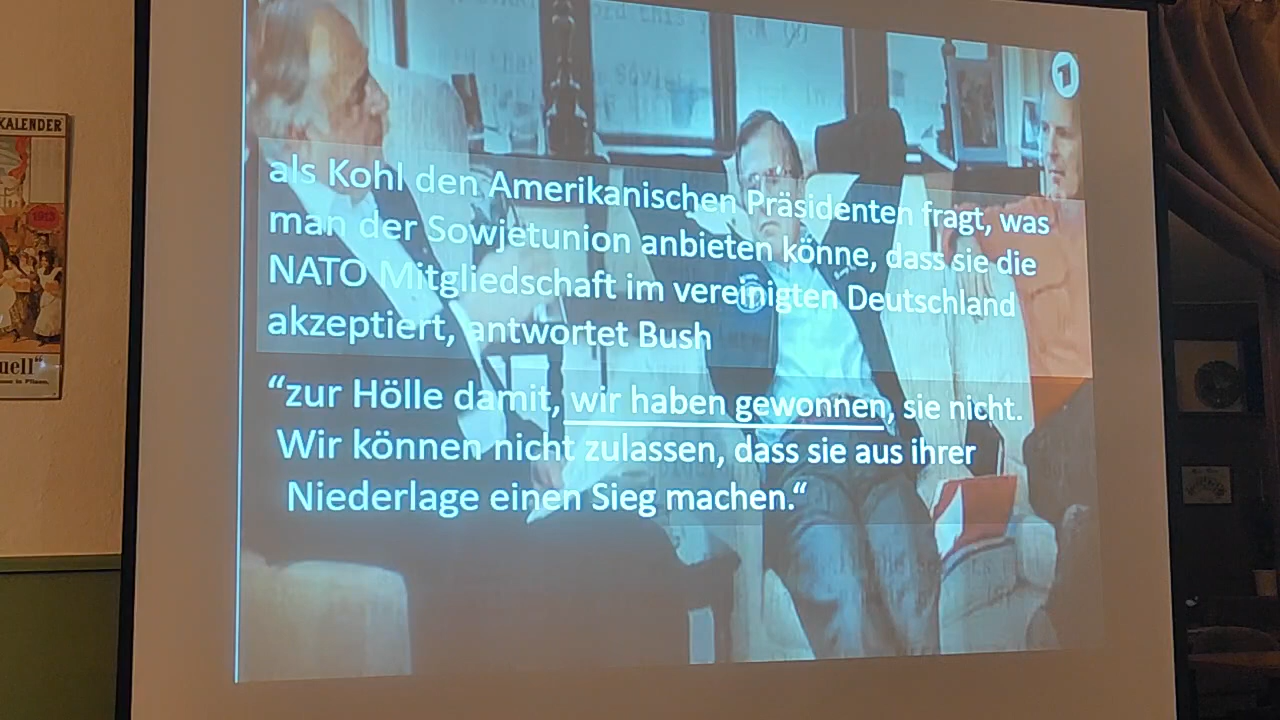 KALENDER
1913
uell"
als Kohl den Amerikanischen Präsidenten fragt, was
man der Sowjetunion anbieten könne, dass sie die
NATO Mitgliedschaft im vereinigten Deutschland
akzeptiert, antwortet Bush
“zur Hölle damit, wir haben gewonnen, sie nicht.
Wir können nicht zulassen, dass sie aus ihrer
Niederlage einen Sieg machen.“